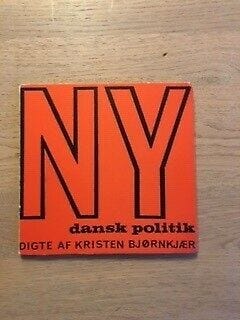 NY
dansk politik
DIGTE AF KRISTEN BJØRNKJÆR